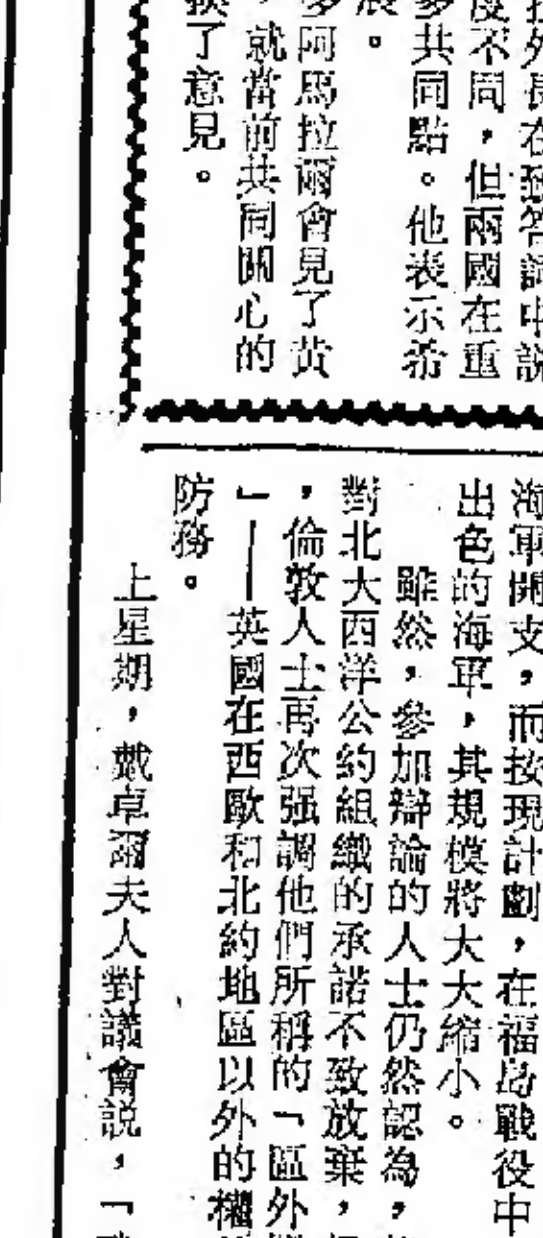 拉外長在致答詞中説
度不同，但兩國在重
多共同點。他表示希
展。
多阿馬拉爾會見了黄
，就當前共同關心的
換了意見。
海軍開支，而按現計劃，在福島戰役中
出色的海軍，其規模將大大縮小。
雖然，參加辯論的人士仍然認為，
對北大西洋公約組織的承諾不致放棄，
，倫敦人士再次强調他們所稱的「區外
」——英國在西歐和北約地區以外的權
防務。
上星期，戴卓爾夫人對議會説，「